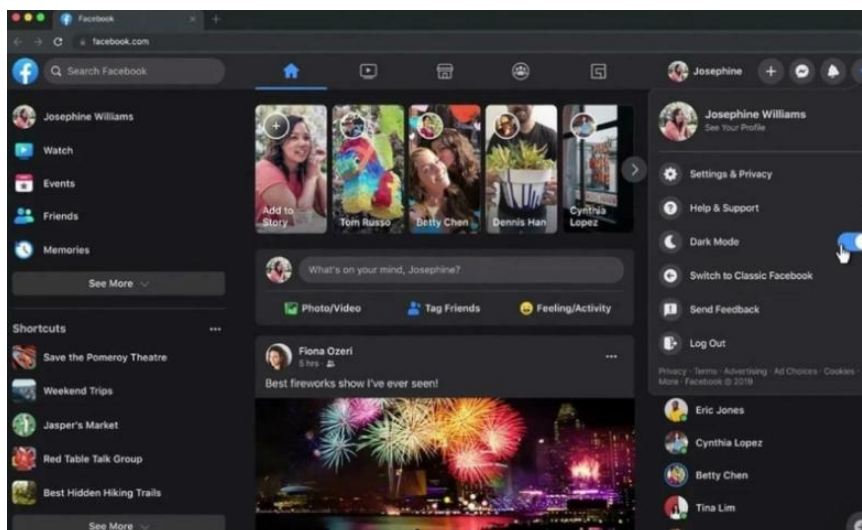 Facebook
facebook.com
Search Facebook
Josephine
Josephine Williams
Watch
Events
Friends
Memories
See More
Shortcuts
Save the Pomeroy Theatre
Weekend Trips
Jasper's Market
Red Table Talk Group
Best Hidden Hiking Trails
See More
Add to
Story
Tom Russo
Betty Chen
Dennis Han
Cynthia
Lopez
What's on your mind, Josephine?
Photo/Video
Tag Friends
Feeling/Activity
Fiona Ozeri
5 hrs ·
Best fireworks show I've ever seen!
Josephine Williams
See Your Profile
Settings & Privacy
Help & Support
Dark Mode
Switch to Classic Facebook
Send Feedback
Log Out
Privacy · Terms · Advertising · Ad Choices · Cookies ·
More · Facebook © 2019
Eric Jones
Cynthia Lopez
Betty Chen
Tina Lim